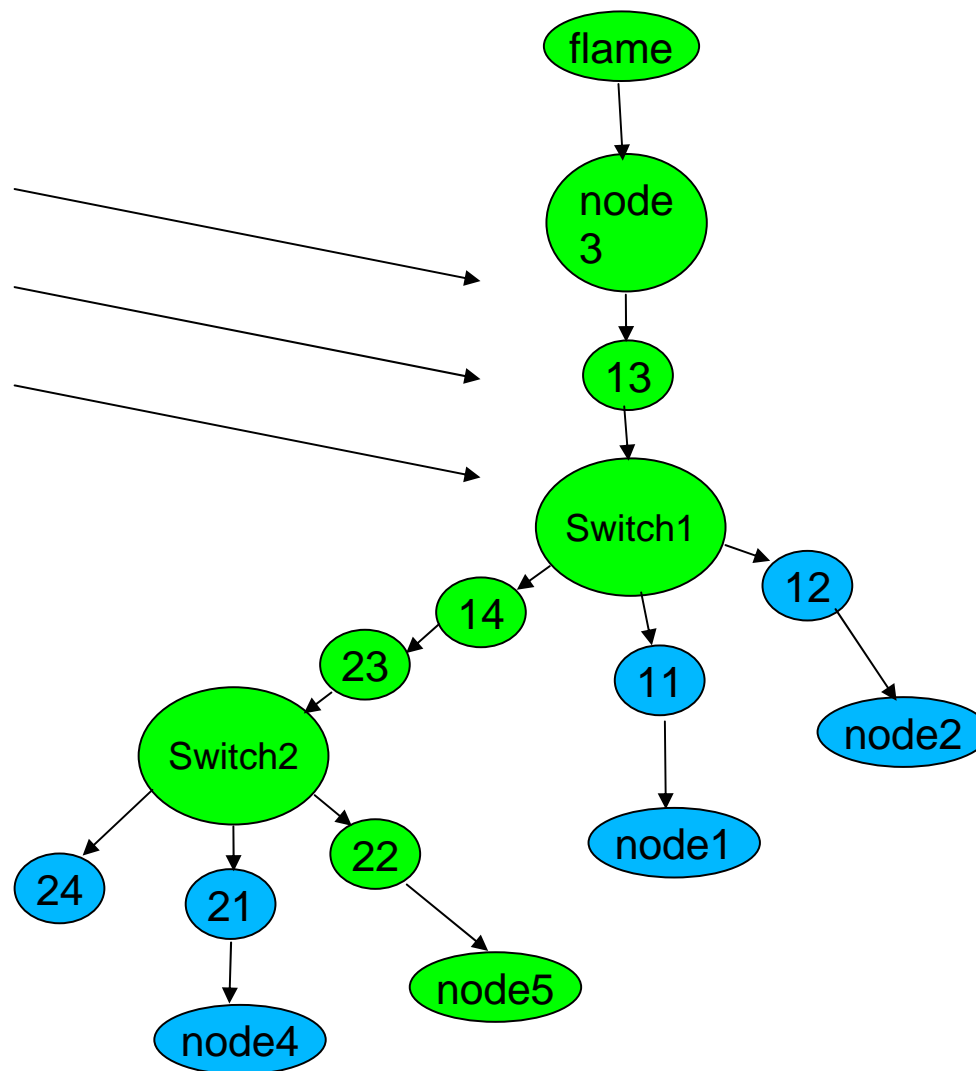 flame
node
3
13
Switch1
12
14
23
11
node2
Switch2
node1
22
24
21
node5
node4